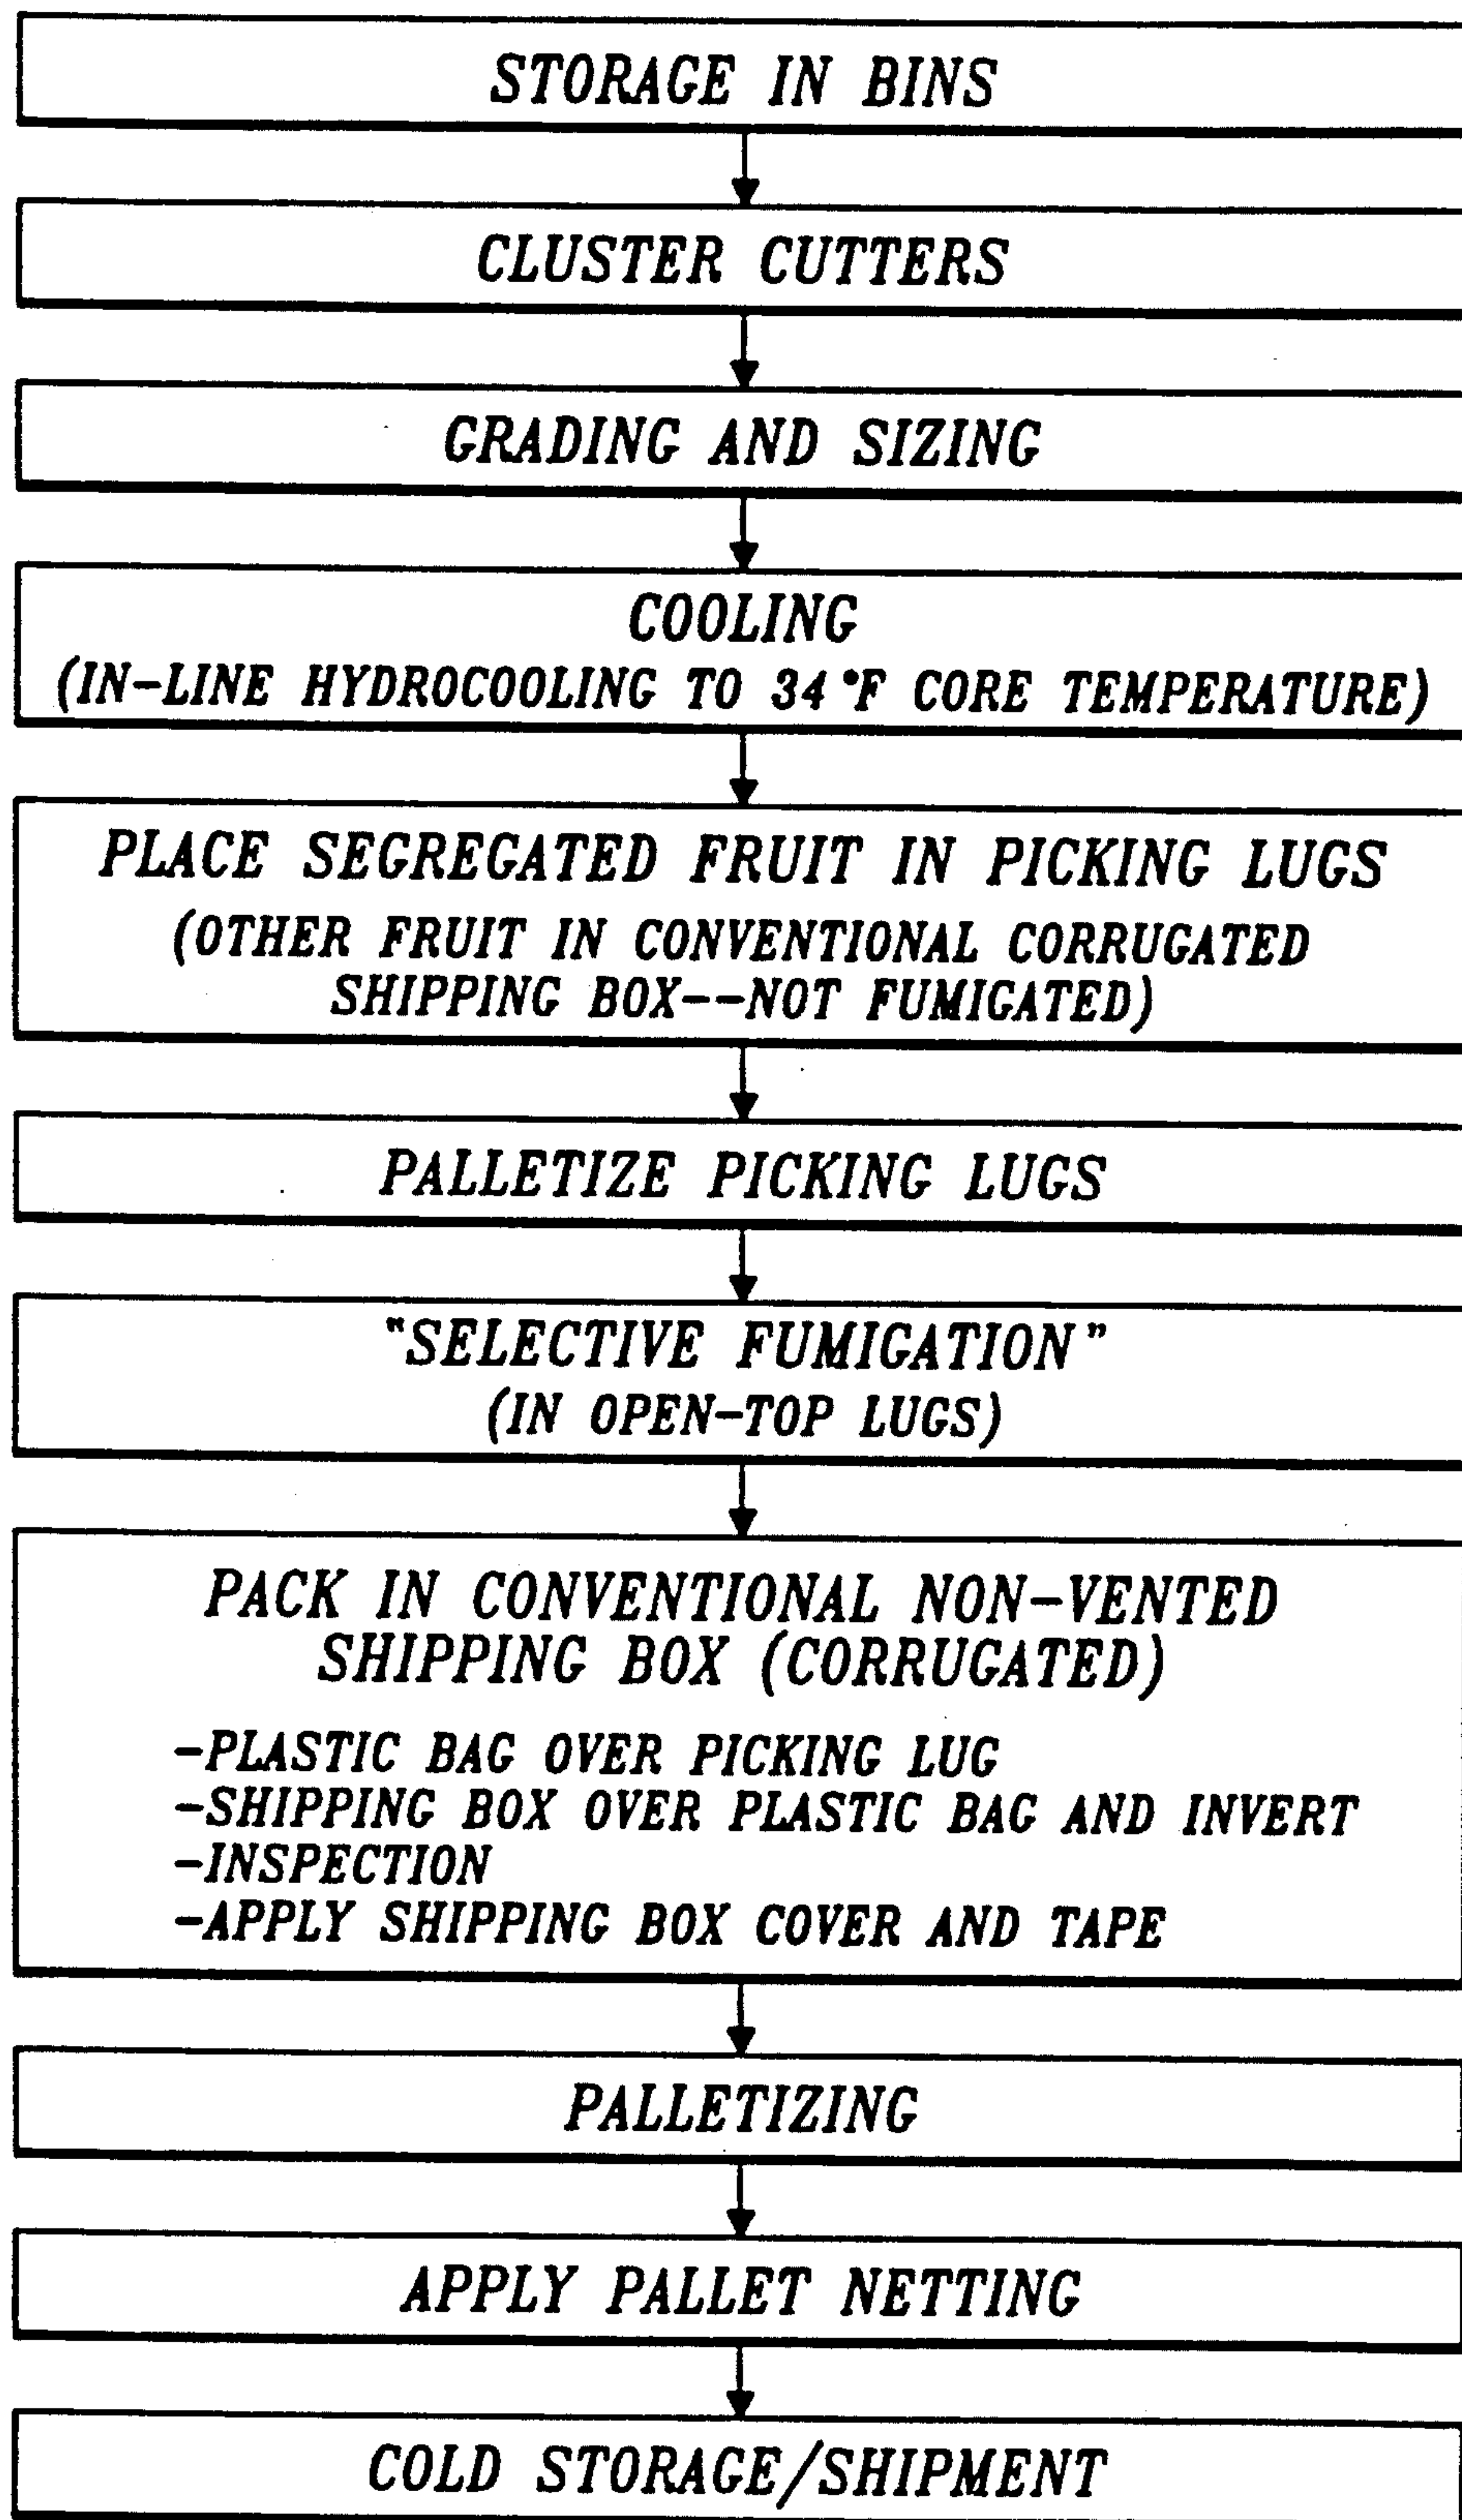 STORAGE IN BINS
CLUSTER CUTTERS
GRADING AND SIZING
COOLING
(IN-LINE HYDROCOOLING TO 34°F CORE TEMPERATURE)
PLACE SEGREGATED FRUIT IN PICKING LUGS
(OTHER FRUIT IN CONVENTIONAL CORRUGATED
SHIPPING BOX--NOT FUMIGATED)
PALLETIZE PICKING LUGS
"SELECTIVE FUMIGATION"
(IN OPEN-TOP LUGS)
PACK IN CONVENTIONAL NON-VENTED
SHIPPING BOX (CORRUGATED)
-PLASTIC BAG OVER PICKING LUG
-SHIPPING BOX OVER PLASTIC BAG AND INVERT
-INSPECTION
-APPLY SHIPPING BOX COVER AND TAPE
PALLETIZING
APPLY PALLET NETTING
COLD STORAGE/SHIPMENT